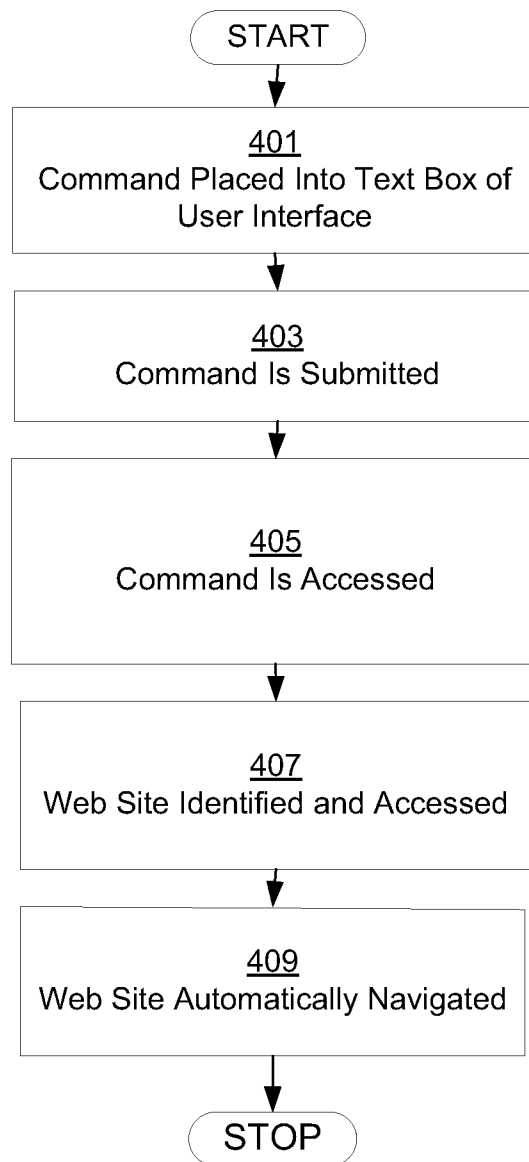 START
401
Command Placed Into Text Box of
User Interface
403
Command Is Submitted
405
Command Is Accessed
407
Web Site Identified and Accessed
409
Web Site Automatically Navigated
STOP